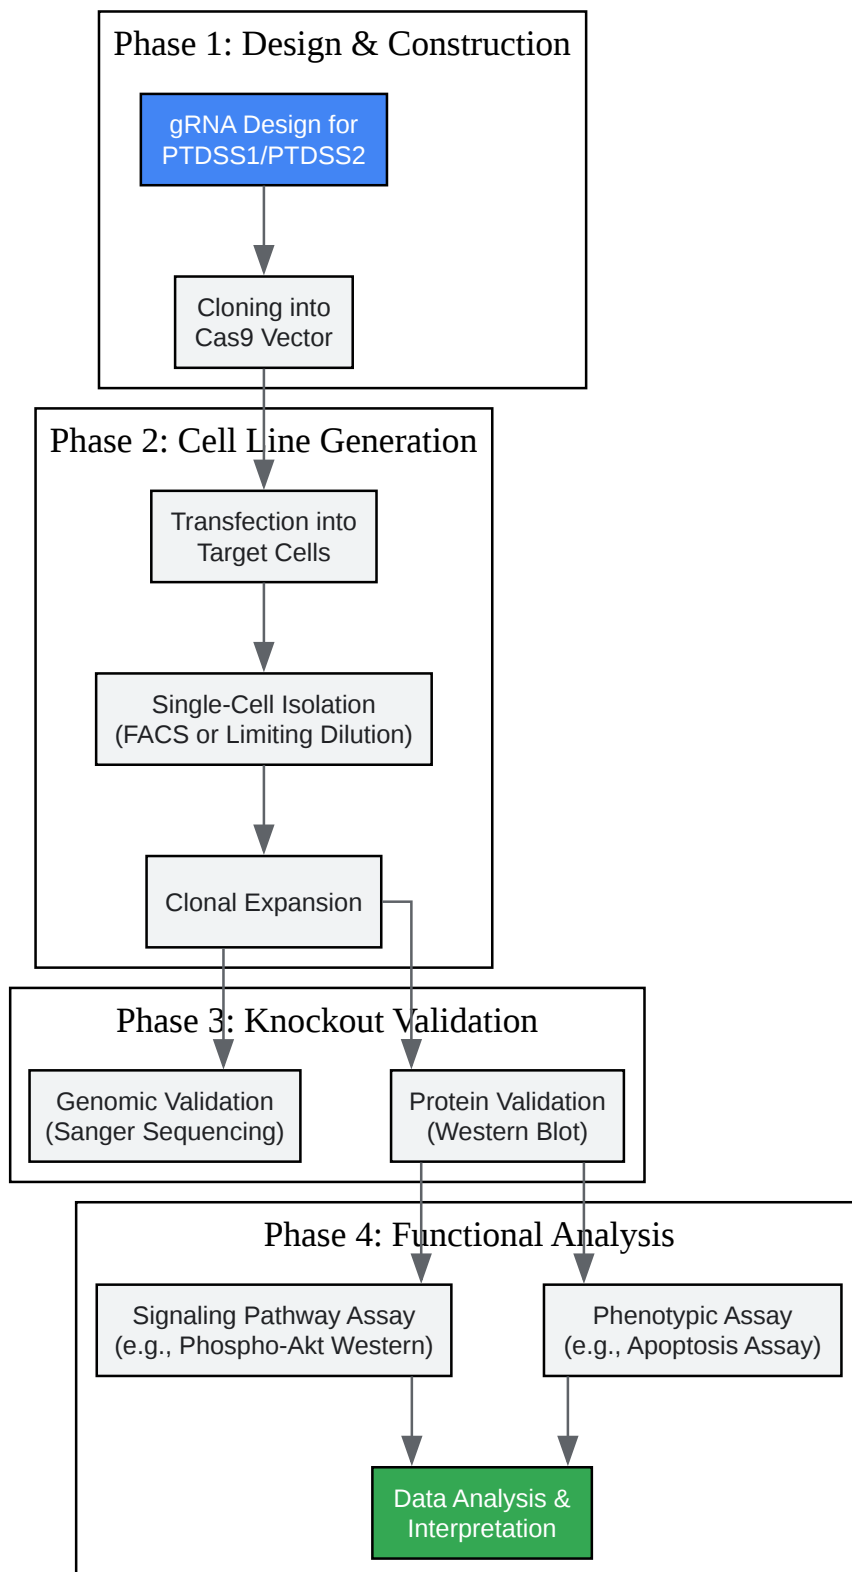 Phase 1: Design & Construction
gRNA Design for
PTDSS1/PTDSS2
Cloning into
Cas9 Vector
Phase 2: Cell Line Generation
Transfection into
Target Cells
Single-Cell Isolation
(FACS or Limiting Dilution)
Clonal Expansion
Phase 3: Knockout Validation
Genomic Validation
(Sanger Sequencing)
Protein Validation
(Western Blot)
Phase 4: Functional Analysis
Signaling Pathway Assay
(e.g., Phospho-Akt Western)
Phenotypic Assay
(e.g., Apoptosis Assay)
Data Analysis &
Interpretation